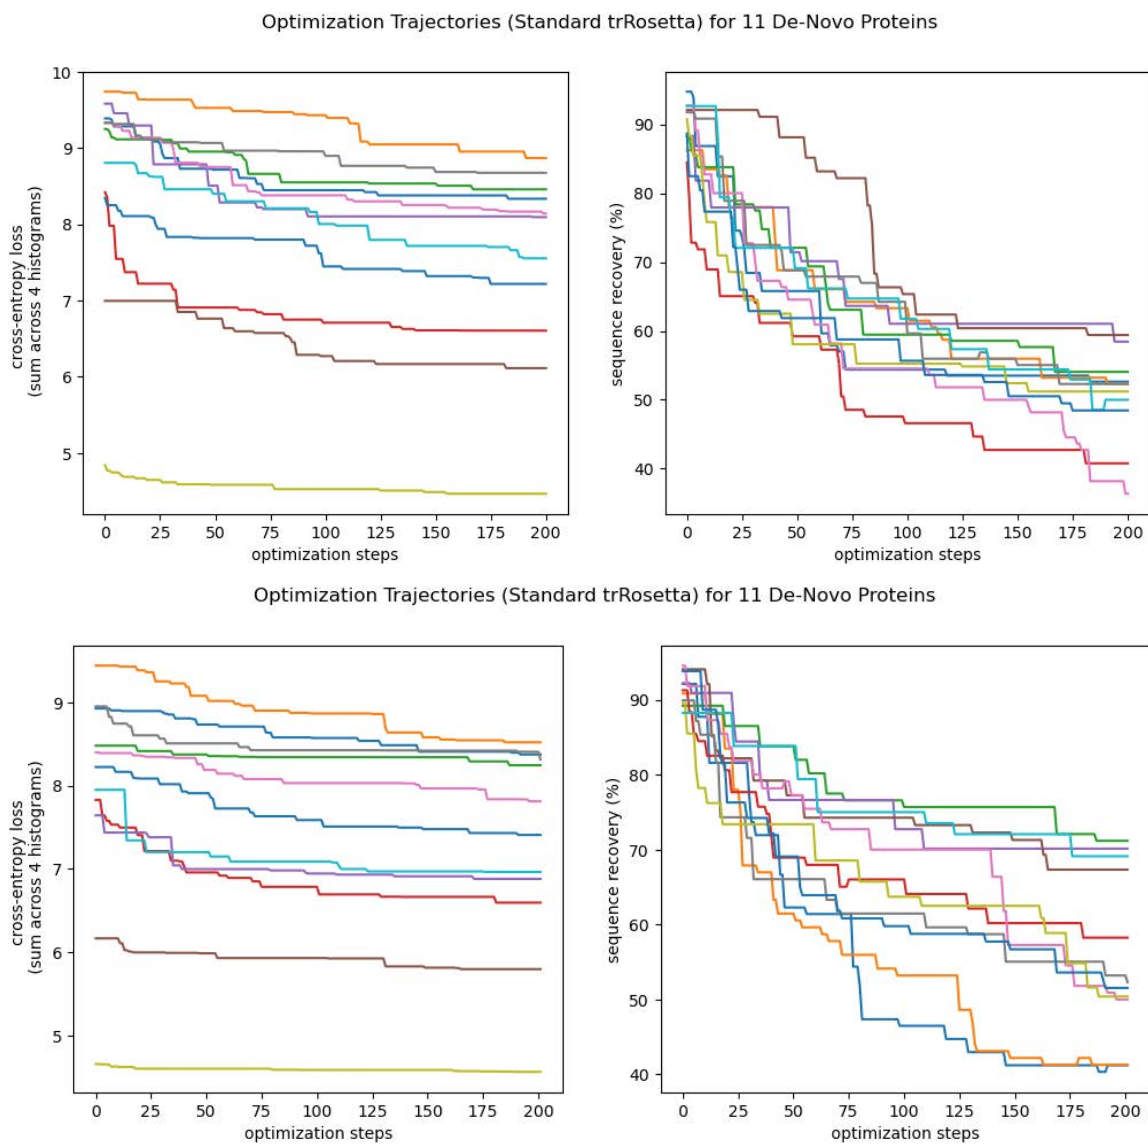 Optimization Trajectories (Standard trRosetta) for 11 De-Novo Proteins
cross-entropy loss
(sum across 4 histograms)
10
9
8
7
6
5
0 25 50 75 100 125 150 175 200
optimization steps
sequence recovery (%)
90
80
70
60
50
40
0 25 50 75 100 125 150 175 200
optimization steps
Optimization Trajectories (Standard trRosetta) for 11 De-Novo Proteins
cross-entropy loss
(sum across 4 histograms)
9
8
7
6
5
0 25 50 75 100 125 150 175 200
optimization steps
sequence recovery (%)
90
80
70
60
50
40
0 25 50 75 100 125 150 175 200
optimization steps